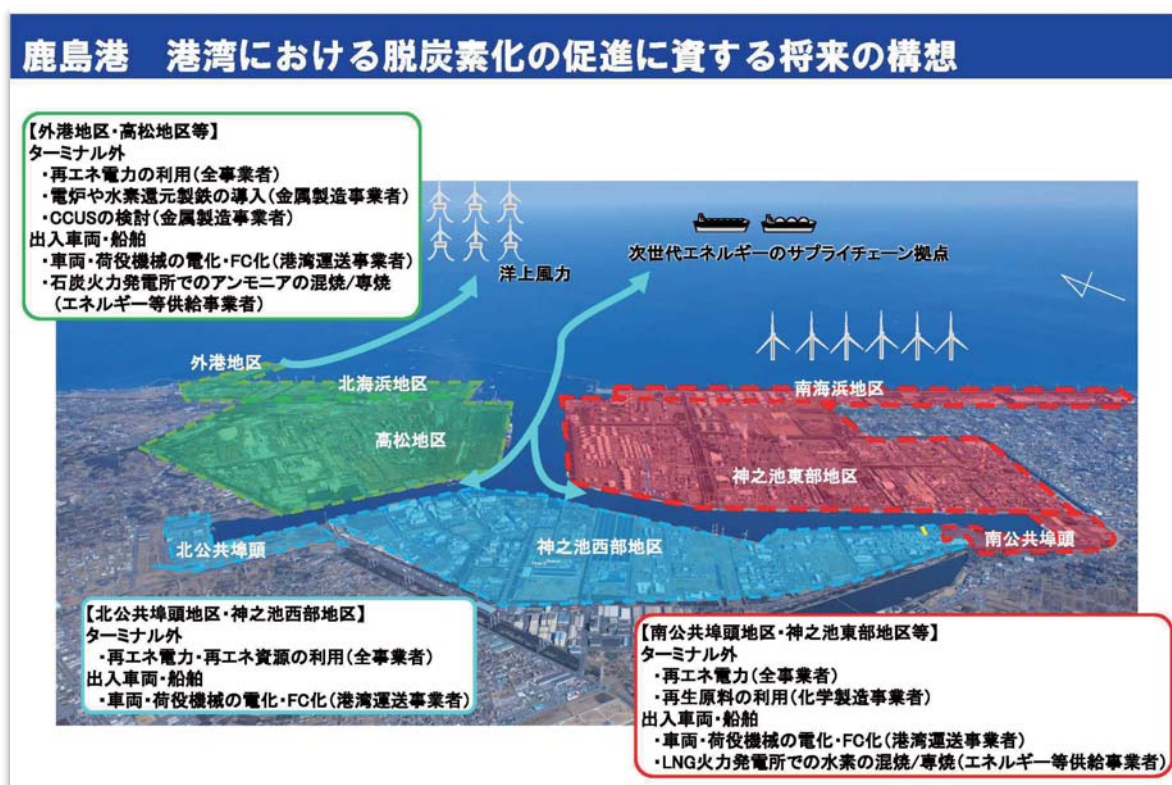 鹿島港 港湾における脱炭素化の促進に資する将来の構想
【外港地区・高松地区等】
ターミナル外
・再エネ電力の利用(全事業者)
・電炉や水素還元製鉄の導入(金属製造事業者)
・CCUSの検討(金属製造事業者)
出入車両・船舶
・車両・荷役機械の電化・FC化(港湾運送事業者)
・石炭火力発電所でのアンモニアの混焼/専焼
(エネルギー等供給事業者)
洋上風力
次世代エネルギーのサプライチェーン拠点
外港地区
北海浜地区
南海浜地区
高松地区
神之池東部地区
北公共埠頭
神之池西部地区
南公共埠頭
【北公共埠頭地区・神之池西部地区】
ターミナル外
・再エネ電力・再エネ資源の利用(全事業者)
出入車両・船舶
・車両・荷役機械の電化・FC化(港湾運送事業者)
【南公共埠頭地区・神之池東部地区等】
ターミナル外
・再エネ電力(全事業者)
・再生原料の利用(化学製造事業者)
出入車両・船舶
・車両・荷役機械の電化・FC化(港湾運送事業者)
・LNG火力発電所での水素の混焼/専焼(エネルギー等供給事業者)